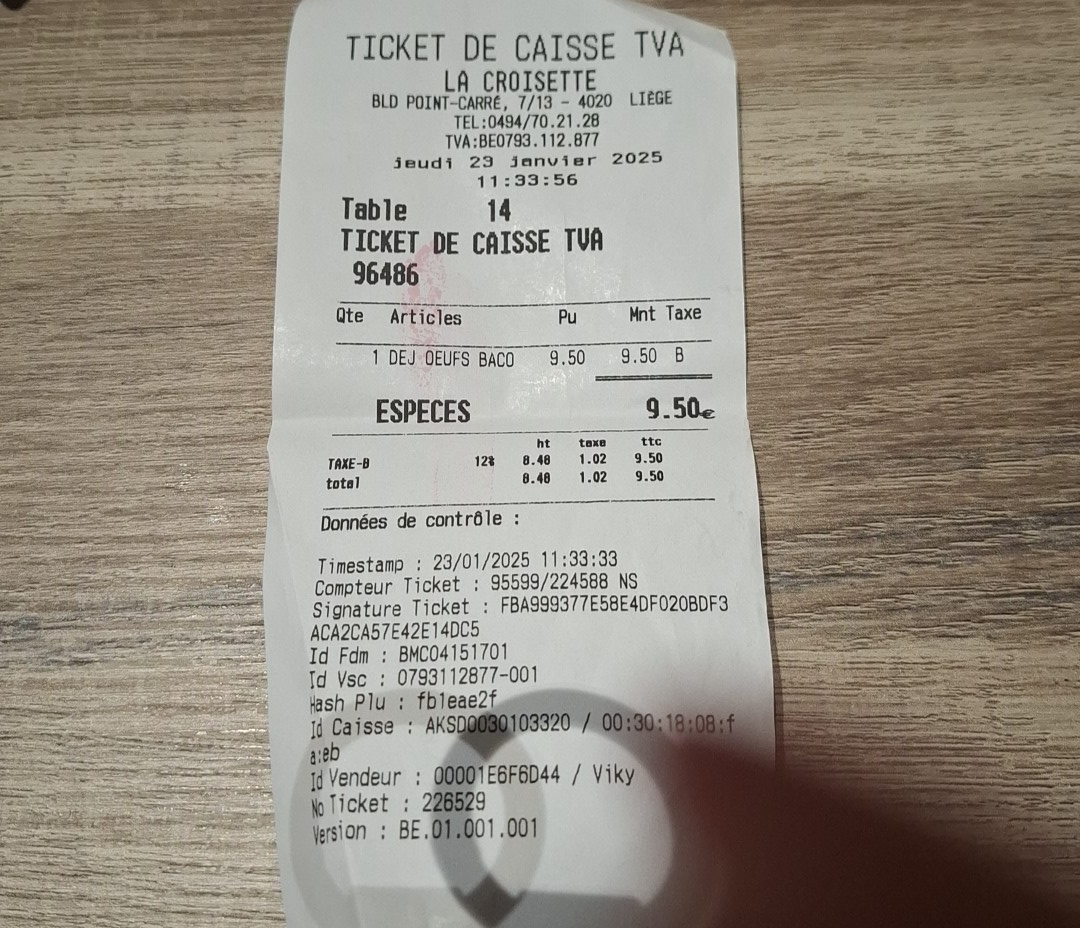 TICKET DE CAISSE TVA
LA CROISETTE
BLD POINT-CARRÉ, 7/13 - 4020 LIÈGE
TEL:0494/70.21.28
TVA:BE0793.112.877
jeudi 23 janvier 2025
11:33:56
Table 14
TICKET DE CAISSE TVA
96486
Qte Articles Pu Mnt Taxe
1 DEJ OEUFS BACO 9.50 9.50 B
ESPECES 9.50€
ht taxe ttc
TAXE-B 12% 8.48 1.02 9.50
total 8.48 1.02 9.50
Données de contrôle :
Timestamp : 23/01/2025 11:33:33
Compteur Ticket : 95599/224588 NS
Signature Ticket : FBA999377E58E4DF020BDF3
ACA2CA57E42E14DC5
Id Fdm : BMC04151701
Id Vsc : 0793112877-001
Hash Plu : fb1eae2f
Id Caisse : AKSD0030103320 / 00:30:18:08:f
a:eb
Id Vendeur : 00001E6F6D44 / Viky
No Ticket : 226529
Version : BE.01.001.001